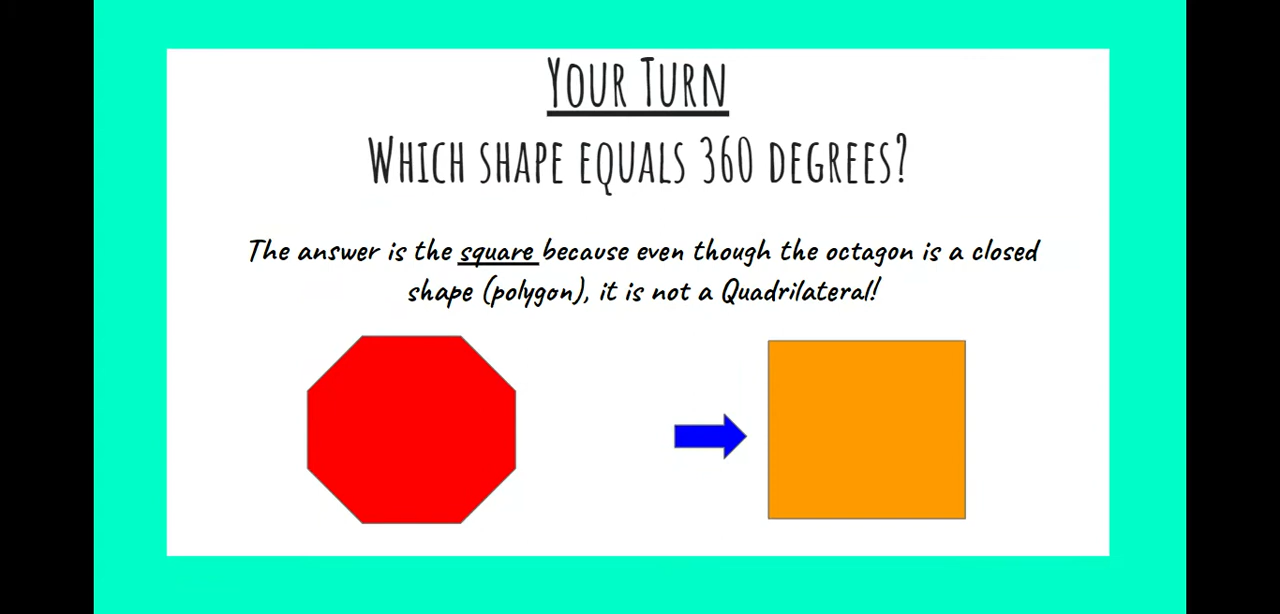 Your Turn
Which shape equals 360 degrees?
The answer is the square because even though the octagon is a closed
shape (polygon), it is not a Quadrilateral!